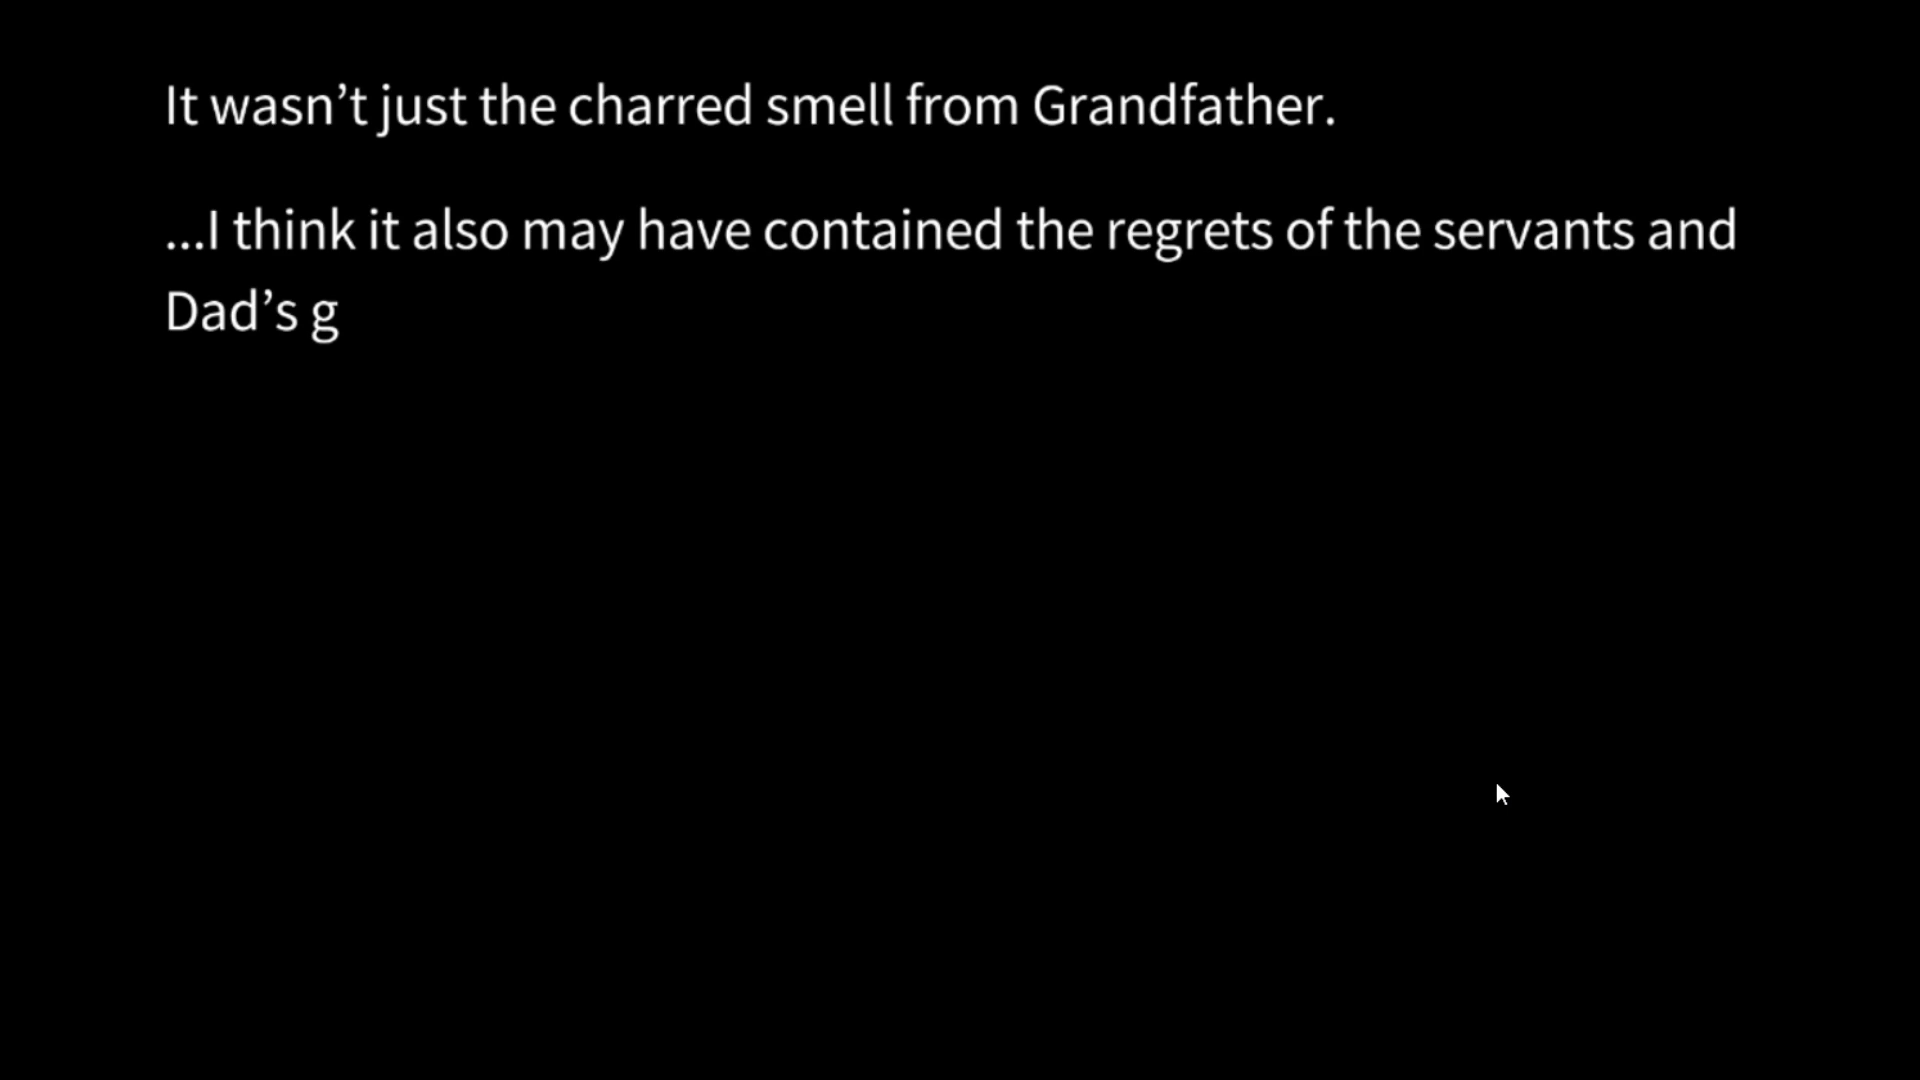 It wasn’t just the charred smell from Grandfather.
...I think it also may have contained the regrets of the servants and
Dad’s g